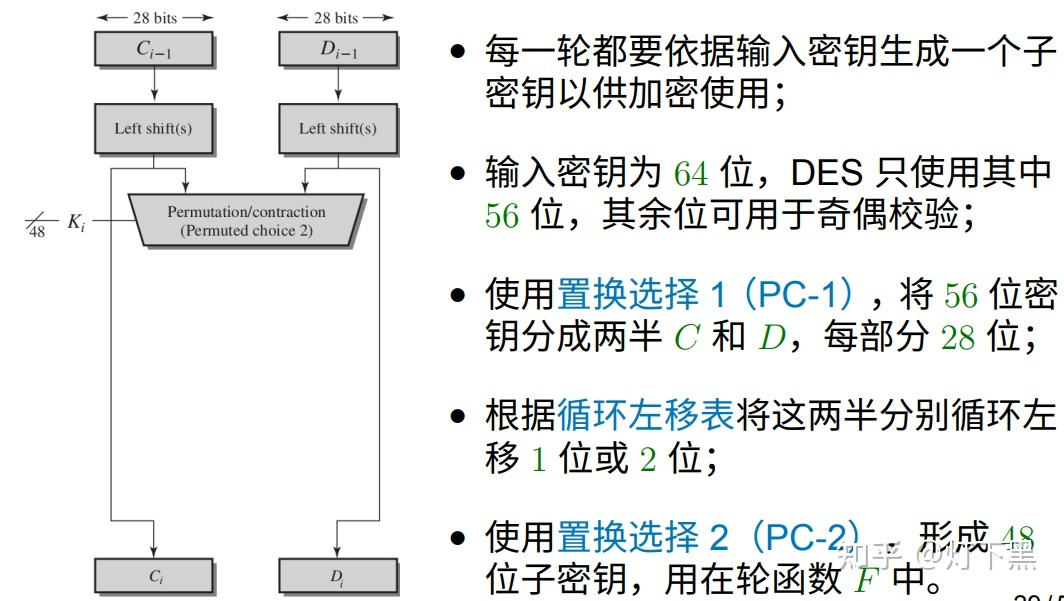 28 bits
28 bits
C_{i−1}
D_{i−1}
Left shift(s)
Left shift(s)
Permutation/contraction
(Permuted choice 2)
48
K_i
C_i
D_i
● 每一轮都要依据输入密钥生成一个子
密钥以供加密使用；
● 输入密钥为 64 位，DES 只使用其中
56 位，其余位可用于奇偶校验；
● 使用置换选择 1（PC-1），将 56 位密
钥分成两半 C 和 D，每部分 28 位；
● 根据循环左移表将这两半分别循环左
移 1 位或 2 位；
● 使用置换选择 2（PC-2），形成 48
位子密钥，用在轮函数 F 中。
知乎 @灯下黑